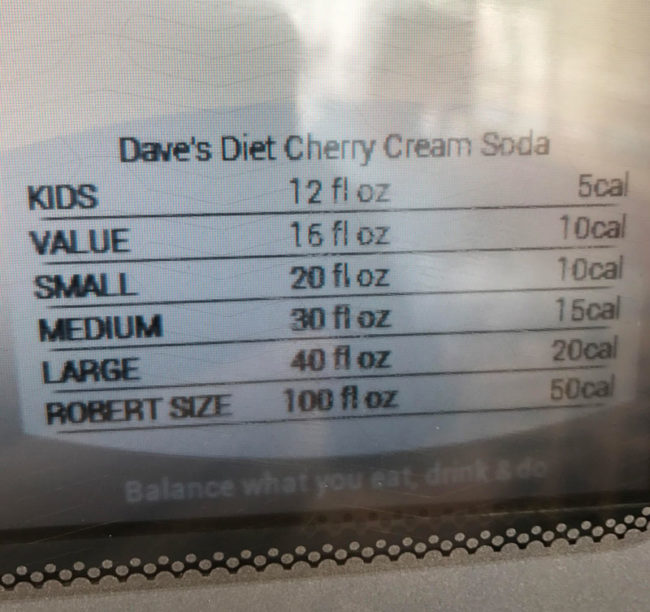 Dave's Diet Cherry Cream Soda
KIDS 12 fl oz 5cal
VALUE 16 fl oz 10cal
SMALL 20 fl oz 10cal
MEDIUM 30 fl oz 15cal
LARGE 40 fl oz 20cal
ROBERT SIZE 100 fl oz 50cal
Balance what you eat, drink & do